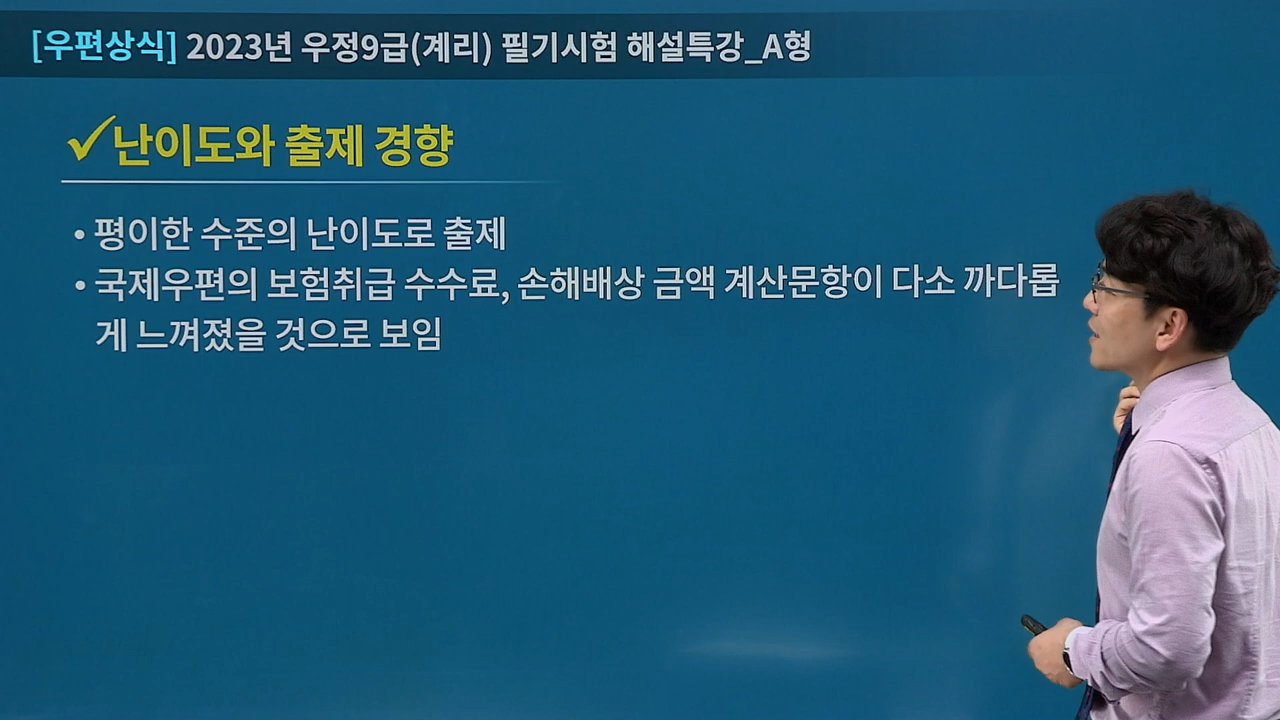 [우편상식] 2023년 우정9급(계리) 필기시험 해설특강_A형
✓난이도와 출제 경향
• 평이한 수준의 난이도로 출제
• 국제우편의 보험취급 수수료, 손해배상 금액 계산문항이 다소 까다롭
게 느껴졌을 것으로 보임